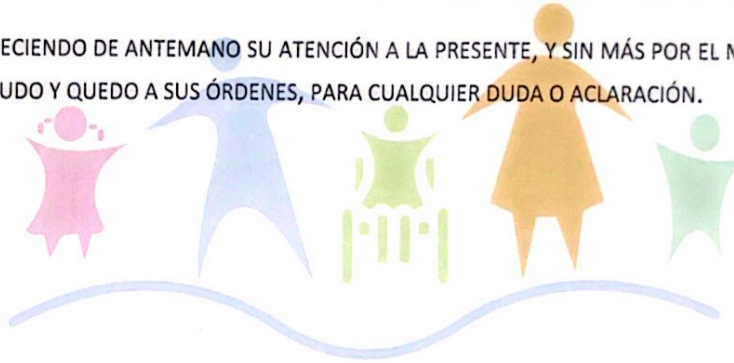 ECIENDO DE ANTEMANO SU ATENCIÓN A LA PRESENTE, Y SIN MÁS POR EL
UDO Y QUEDO A SUS ÓRDENES, PARA CUALQUIER DUDA O ACLARACIÓN.